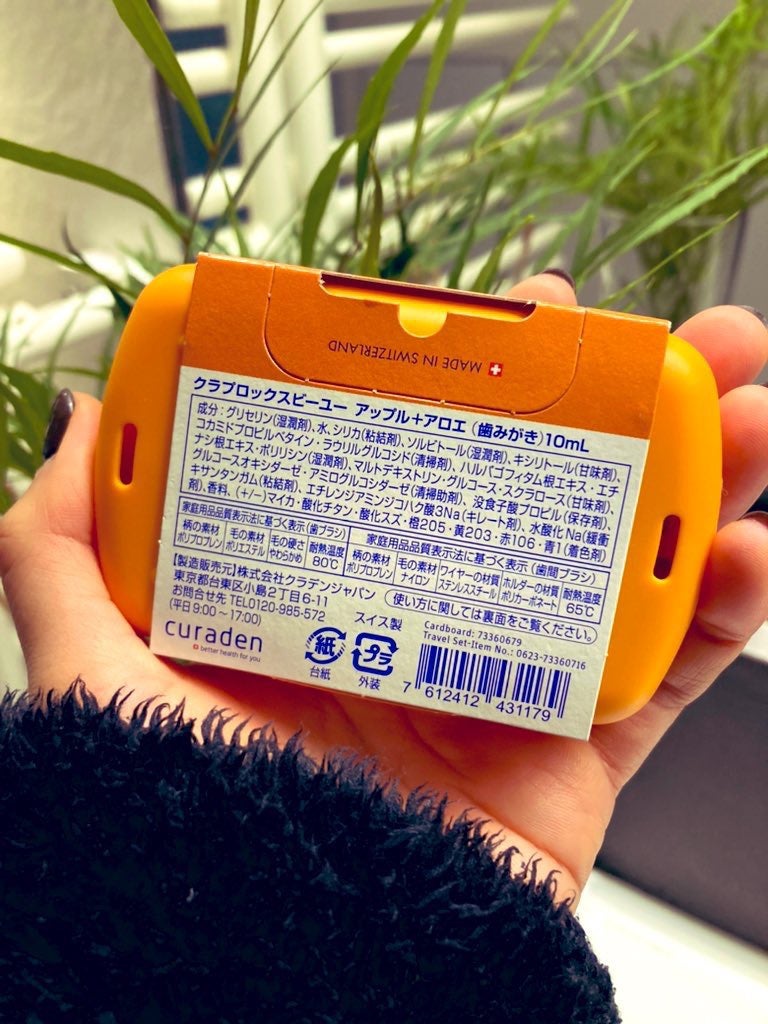 MADE IN SWITZERLAND
クラプロックスビーユー アップル+アロエ (歯みがき)10mL
成分:グリセリン(湿潤剤)、水、シリカ(粘結剤)、ソルビトール(湿潤剤)、キシリトール(甘味剤)、
コカミドプロピルベタイン・ラウリルグルコシド(清掃剤)、ハルパゴフィタム根エキス・エチ
ナシ根エキス・ポリリシン(湿潤剤)、マルトデキストリン・グルコース・スクラロース(甘味剤)、
グルコースオキシダーゼ・アミログルコシダーゼ(清掃助剤)、没食子酸プロピル(保存剤)、
キサンタンガム(粘結剤)、エチレンジアミンジコハク酸3Na(キレート剤)、水酸化Na(緩衝
剤)、香料、(+/-)マイカ・酸化チタン・酸化スズ・橙205・黄203・赤106・青1(着色剤)
家庭用品品質表示法に基づく表示(歯ブラシ)
柄の素材 毛の素材 毛の硬さ 耐熱温度
ポリプロプレン ポリエステル やわらかめ 80℃
家庭用品品質表示法に基づく表示(歯間ブラシ)
柄の素材 毛の素材 ワイヤーの材質 ホルダーの材質 耐熱温度
ポリプロプレン ナイロン ステンレススチール ポリカーボネート 65℃
【製造販売元】株式会社クラデンジャパン
東京都台東区小島2丁目6-11
お問合せ先 TEL0120-985-572
(平日9:00~17:00)
使い方に関しては裏面をご覧ください。
curaden
better health for you
スイス製
紙
台紙
プラ
外装
Cardboard: 73360679
Travel Set-Item No.: 0623-73360716
7 612412 431179